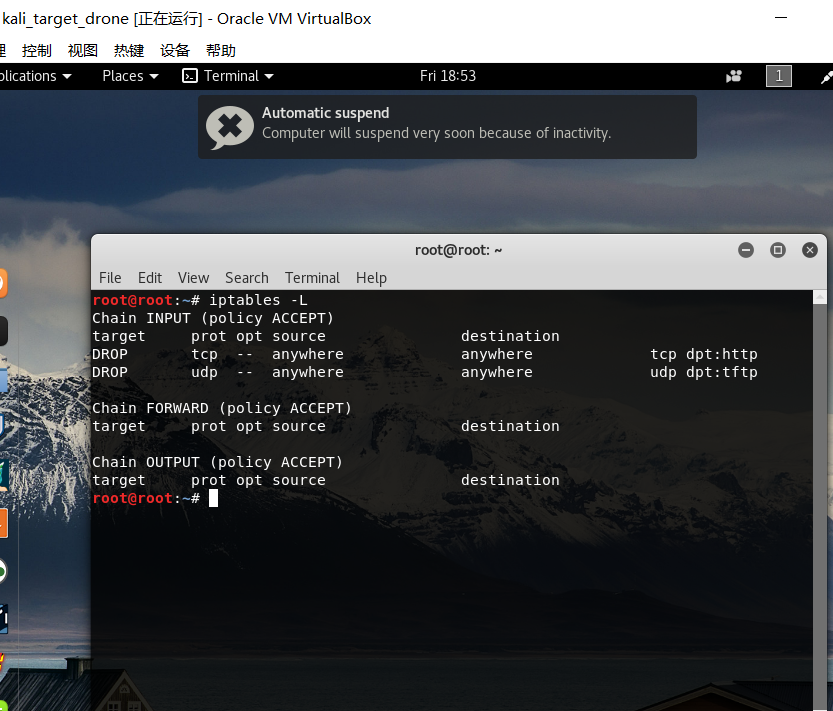 kali_target_drone [正在运行] - Oracle VM VirtualBox
控制 视图 热键 设备 帮助
Places Terminal Fri 18:53 1
Automatic suspend
Computer will suspend very soon because of inactivity.
root@root: ~
File Edit View Search Terminal Help
root@root:~# iptables -L
Chain INPUT (policy ACCEPT)
target prot opt source destination
DROP tcp -- anywhere anywhere tcp dpt:http
DROP udp -- anywhere anywhere udp dpt:tftp
Chain FORWARD (policy ACCEPT)
target prot opt source destination
Chain OUTPUT (policy ACCEPT)
target prot opt source destination
root@root:~#